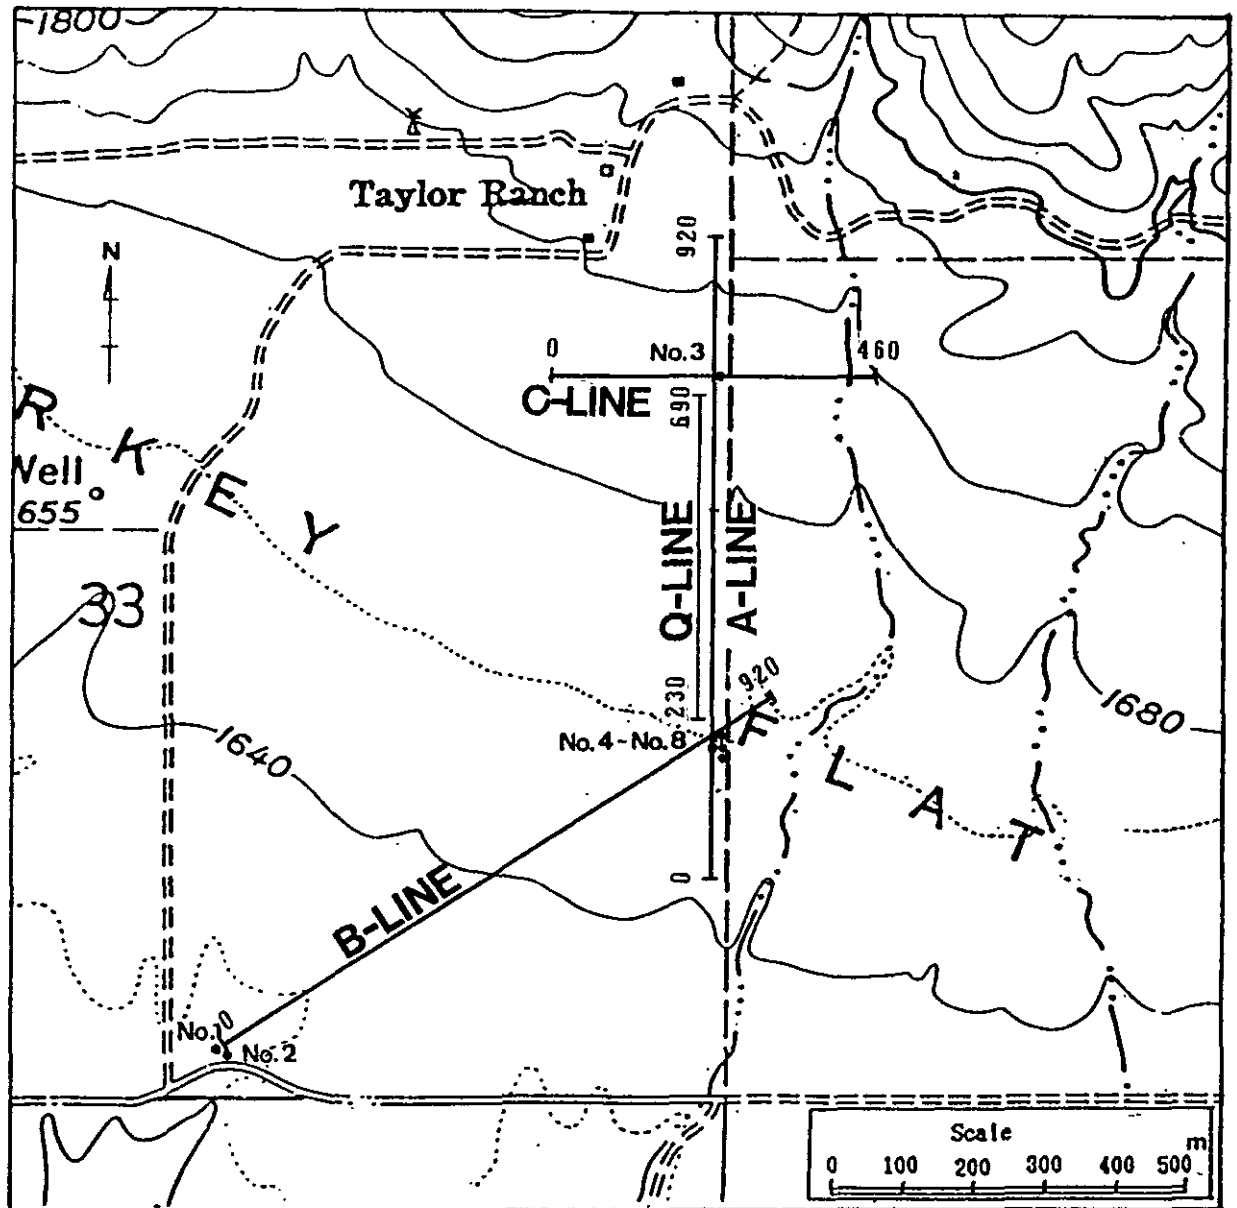 1800
Taylor Ranch
920
N
0
No.3
460
C-LINE
690
R K E Y
Well
655
Q-LINE
A-LINE
33
920
230
1680
No.4-No.8
F L A T
1640
0
B-LINE
No.1
0
No.2
Scale
m
0 100 200 300 400 500